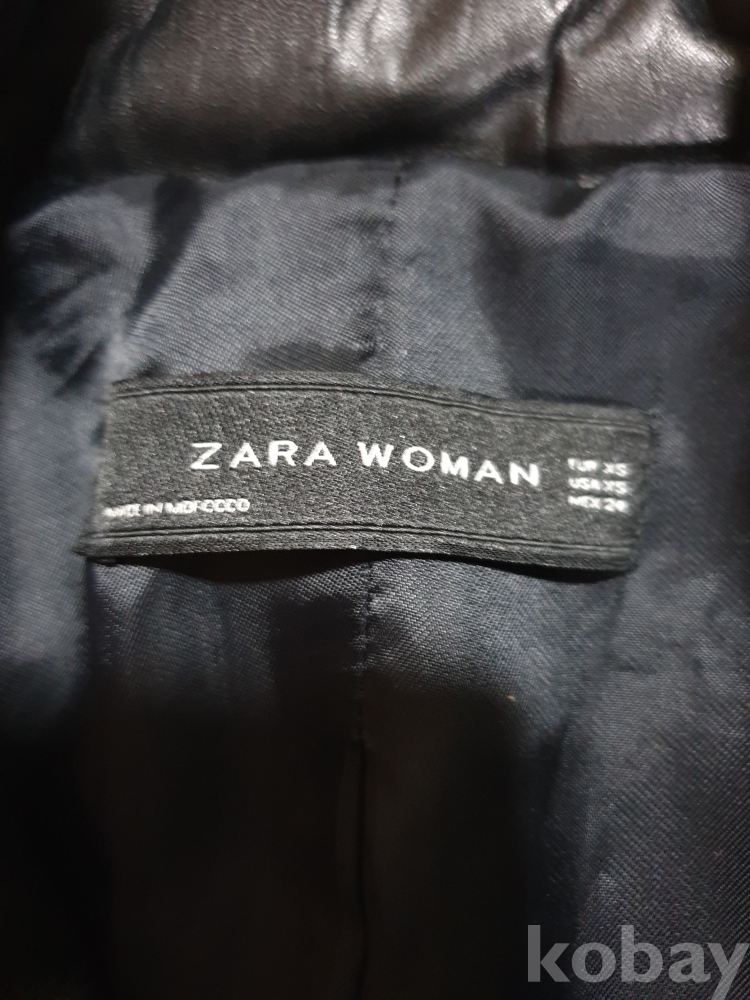 ZARA WOMAN
EUR XS
USA XS
MEX 24
MADE IN MOROCCO
kobay